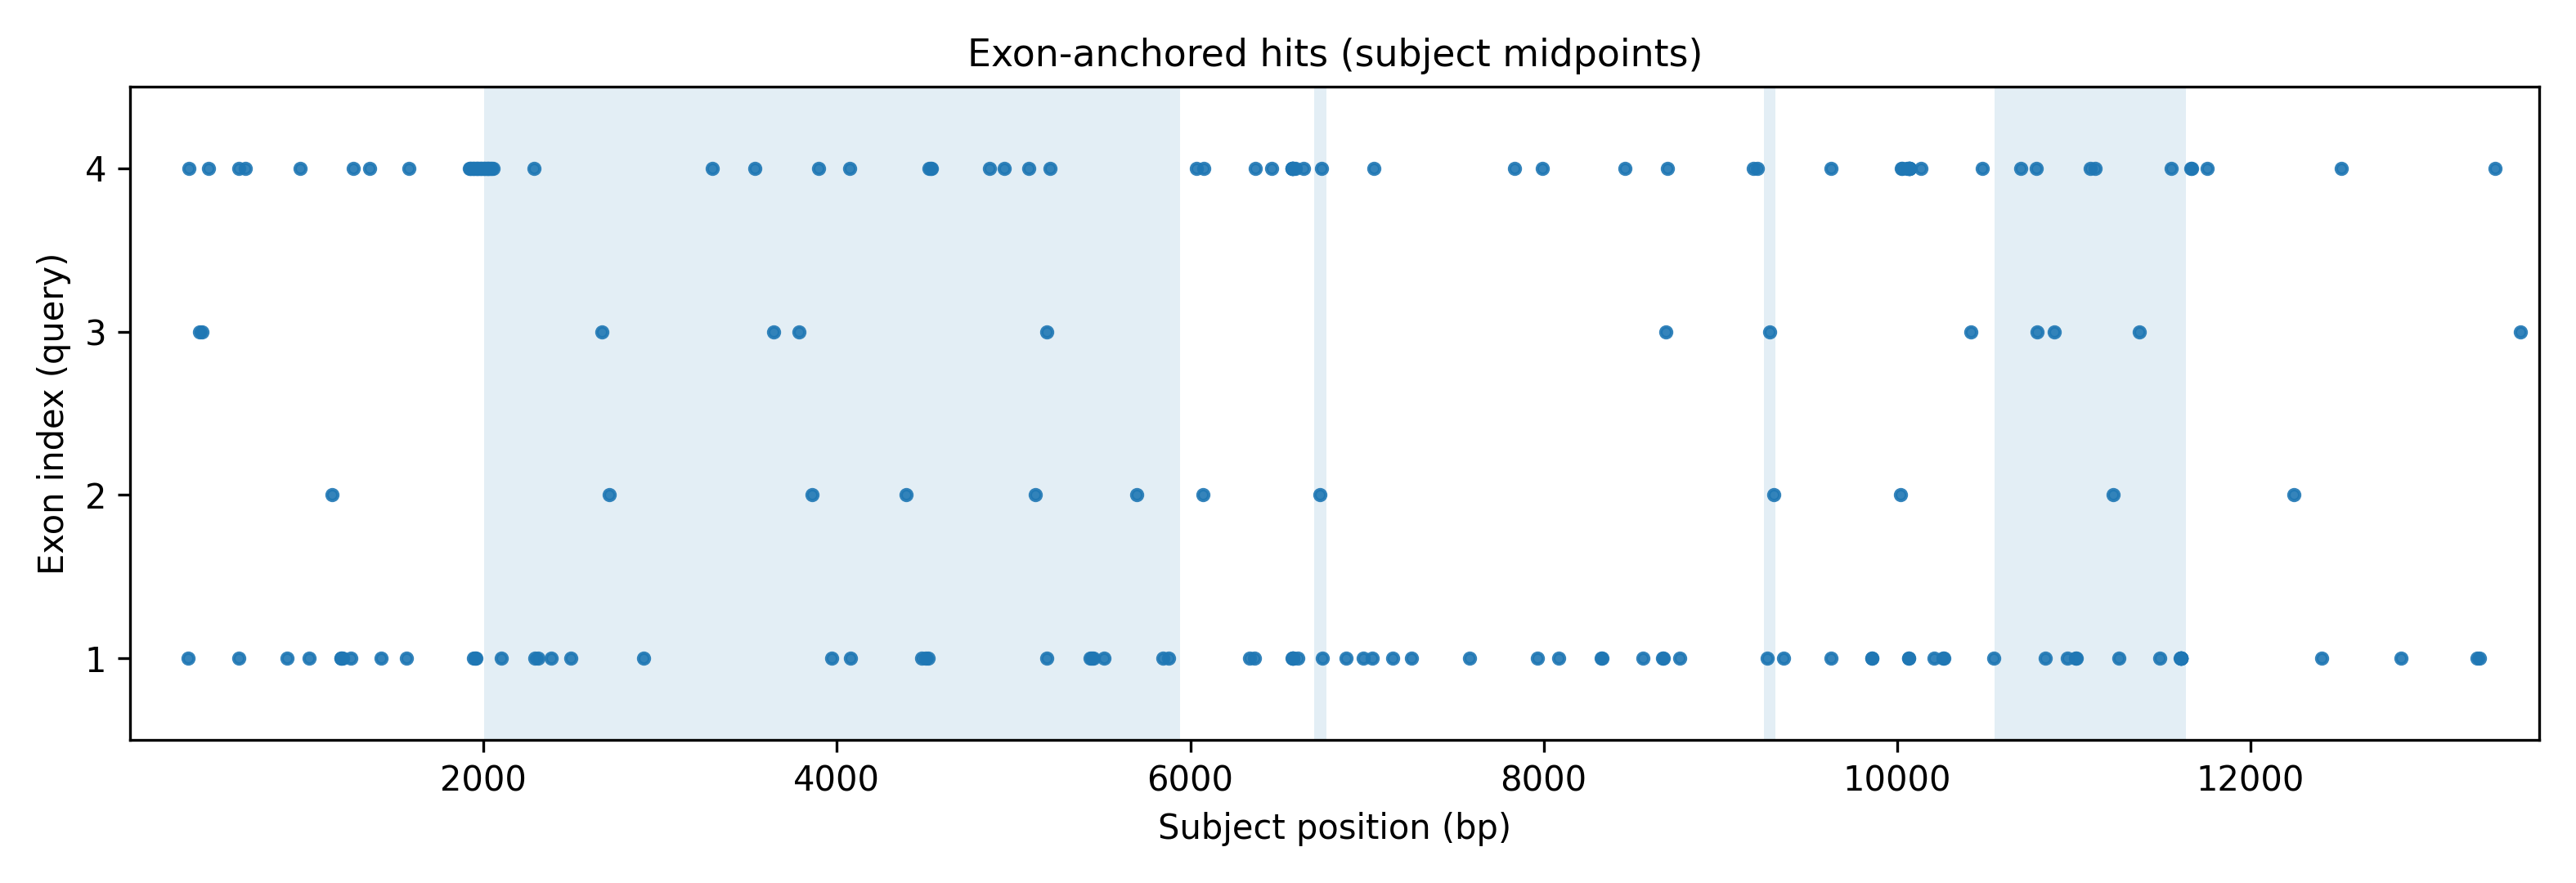 Exon-anchored hits (subject midpoints)
Exon index (query)
4
3
2
1
2000 4000 6000 8000 10000 12000
Subject position (bp)